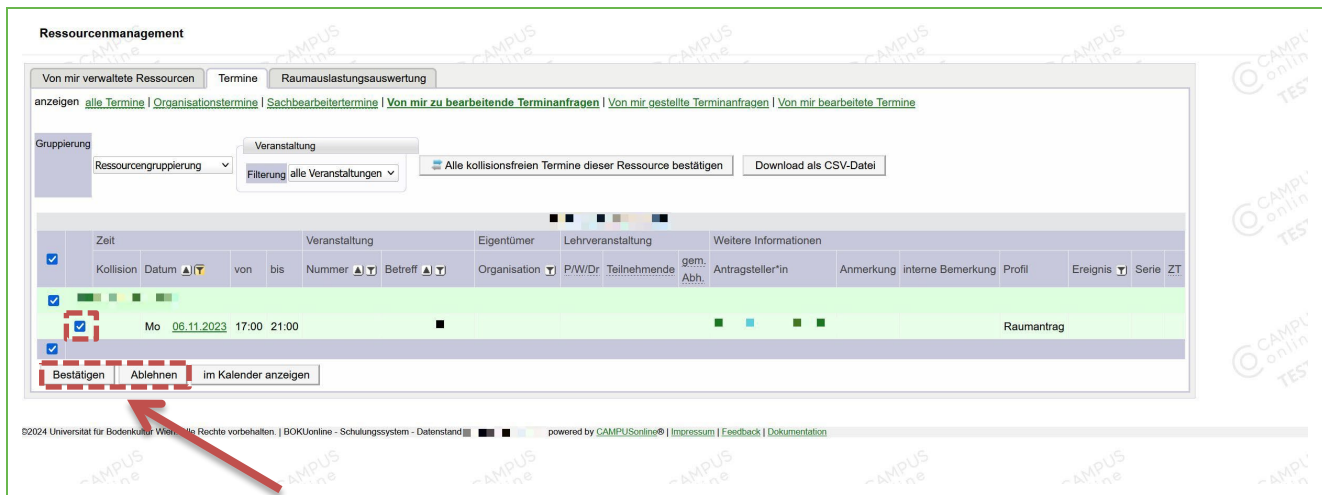 Ressourcenmanagement
Von mir verwaltete Ressourcen Termine Raumauslastungsauswertung
anzeigen alle Termine | Organisationstermine | Sachbearbeitertermine | Von mir zu bearbeitende Terminanfragen | Von mir gestellte Terminanfragen | Von mir bearbeitete Termine
Gruppierung
Ressourcengruppierung
Veranstaltung
Filterung alle Veranstaltungen
Alle kollisionsfreien Termine dieser Ressource bestätigen
Download als CSV-Datei
Zeit Veranstaltung Eigentümer Lehrveranstaltung Weitere Informationen
Kollision Datum von bis Nummer Betreff Organisation P/W/Dr Teilnehmende gem. Abh. Antragsteller*in Anmerkung interne Bemerkung Profil Ereignis Serie ZT
Mo 06.11.2023 17:00 21:00 Raumantrag
Bestätigen Ablehnen im Kalender anzeigen
©2024 Universität für Bodenkultur Wien Alle Rechte vorbehalten. | BOKUonline - Schulungssystem - Datenstand powered by CAMPUSonline® | Impressum | Feedback | Dokumentation
CAMPUS online TEST